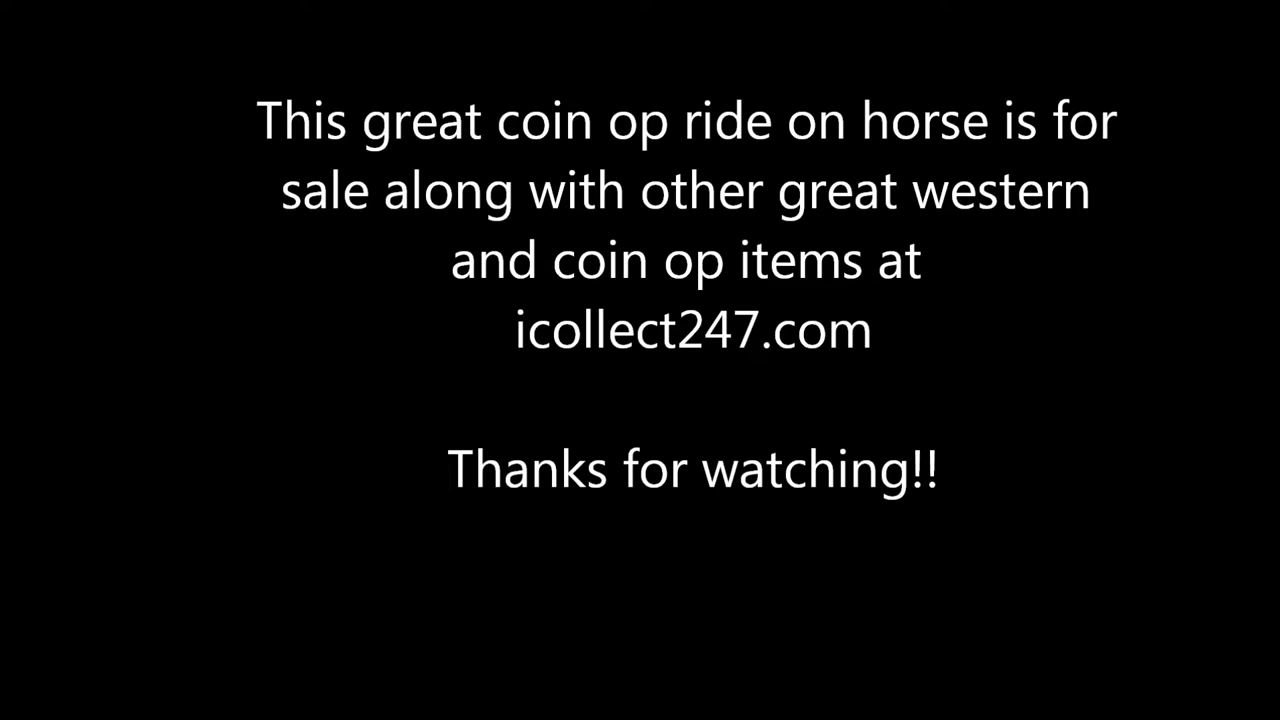 This great coin op ride on horse is for
sale along with other great western
and coin op items at
icollect247.com
Thanks for watching!!